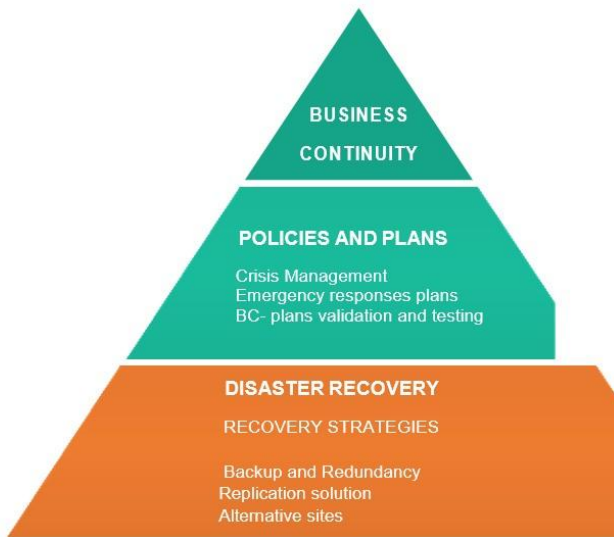 BUSINESS
CONTINUITY
POLICIES AND PLANS
Crisis Management
Emergency responses plans
BC- plans validation and testing
DISASTER RECOVERY
RECOVERY STRATEGIES
Backup and Redundancy
Replication solution
Alternative sites